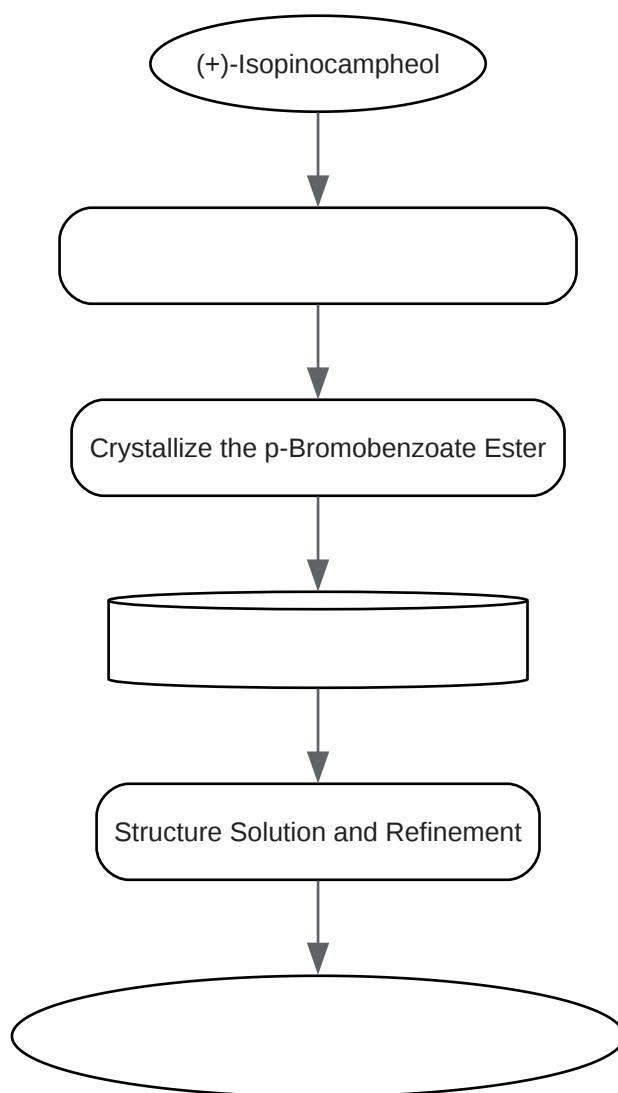 (+)-Isopinocampheol
Crystallize the p-Bromobenzoate Ester
Structure Solution and Refinement